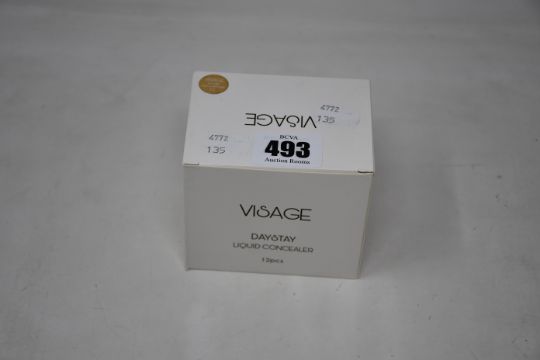 VISAGE
4772
135
4772
135
BCVA
493
Auction Rooms
VISAGE
DAYSTAY
LIQUID CONCEALER
12pcs